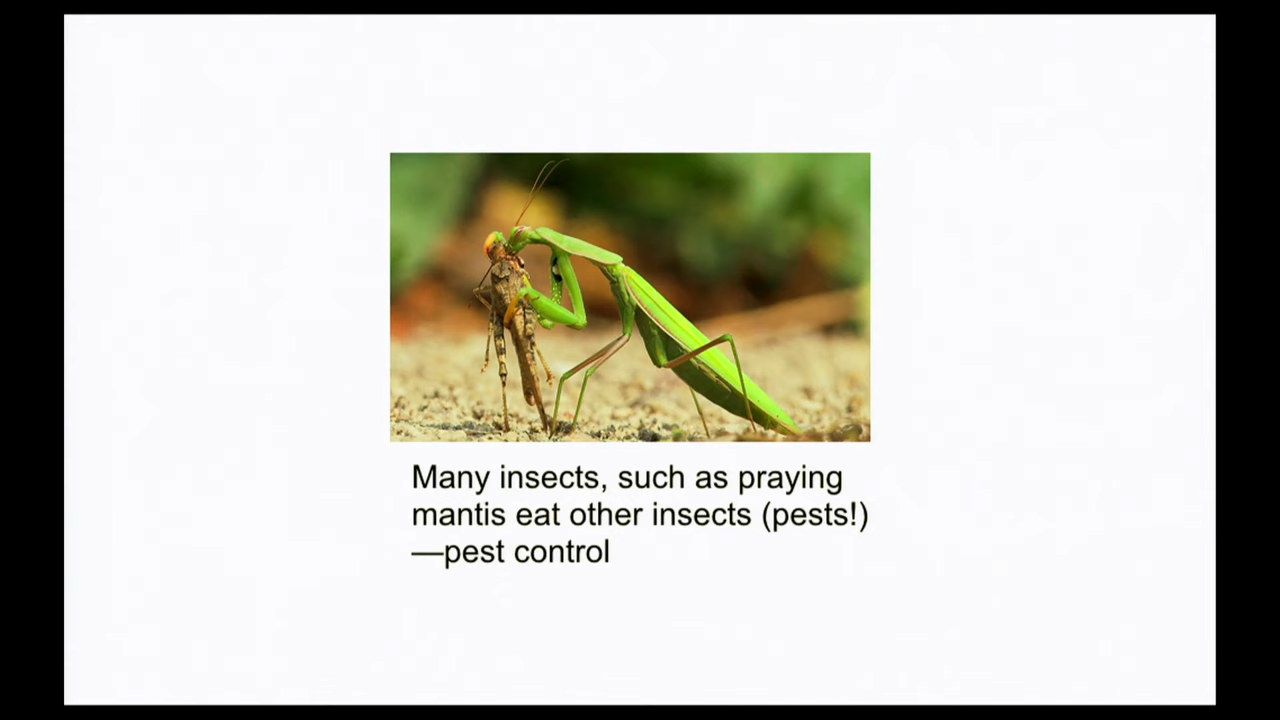 Many insects, such as praying
mantis eat other insects (pests!)
—pest control